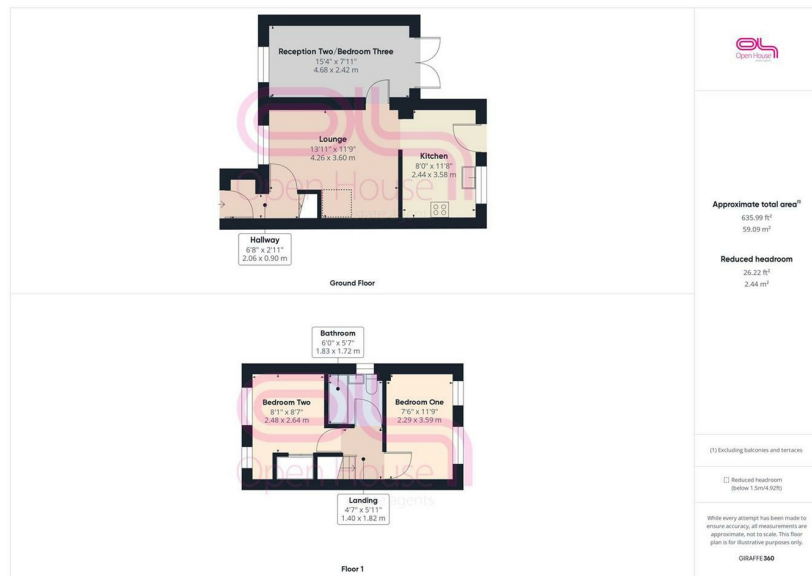 Reception Two/Bedroom Three
15'4" x 7'11"
4.68 x 2.42 m
Lounge
13'11" x 11'9"
4.26 x 3.60 m
Kitchen
8'0" x 11'8"
2.44 x 3.58 m
Open House
Hallway
6'8" x 2'11"
2.06 x 0.90 m
Ground Floor
Bathroom
6'0" x 5'7"
1.83 x 1.72 m
Bedroom Two
8'1" x 8'7"
2.48 x 2.64 m
Bedroom One
7'6" x 11'9"
2.29 x 3.59 m
Open House
agents
Landing
4'7" x 5'11"
1.40 x 1.82 m
Floor 1
Open House
Approximate total area(1)
635.99 ft²
59.09 m²
Reduced headroom
26.22 ft²
2.44 m²
(1) Excluding balconies and terraces
Reduced headroom
(below 1.5m/4.92ft)
While every attempt has been made to
ensure accuracy, all measurements are
approximate, not to scale. This floor
plan is for illustrative purposes only.
GIRAFFE360